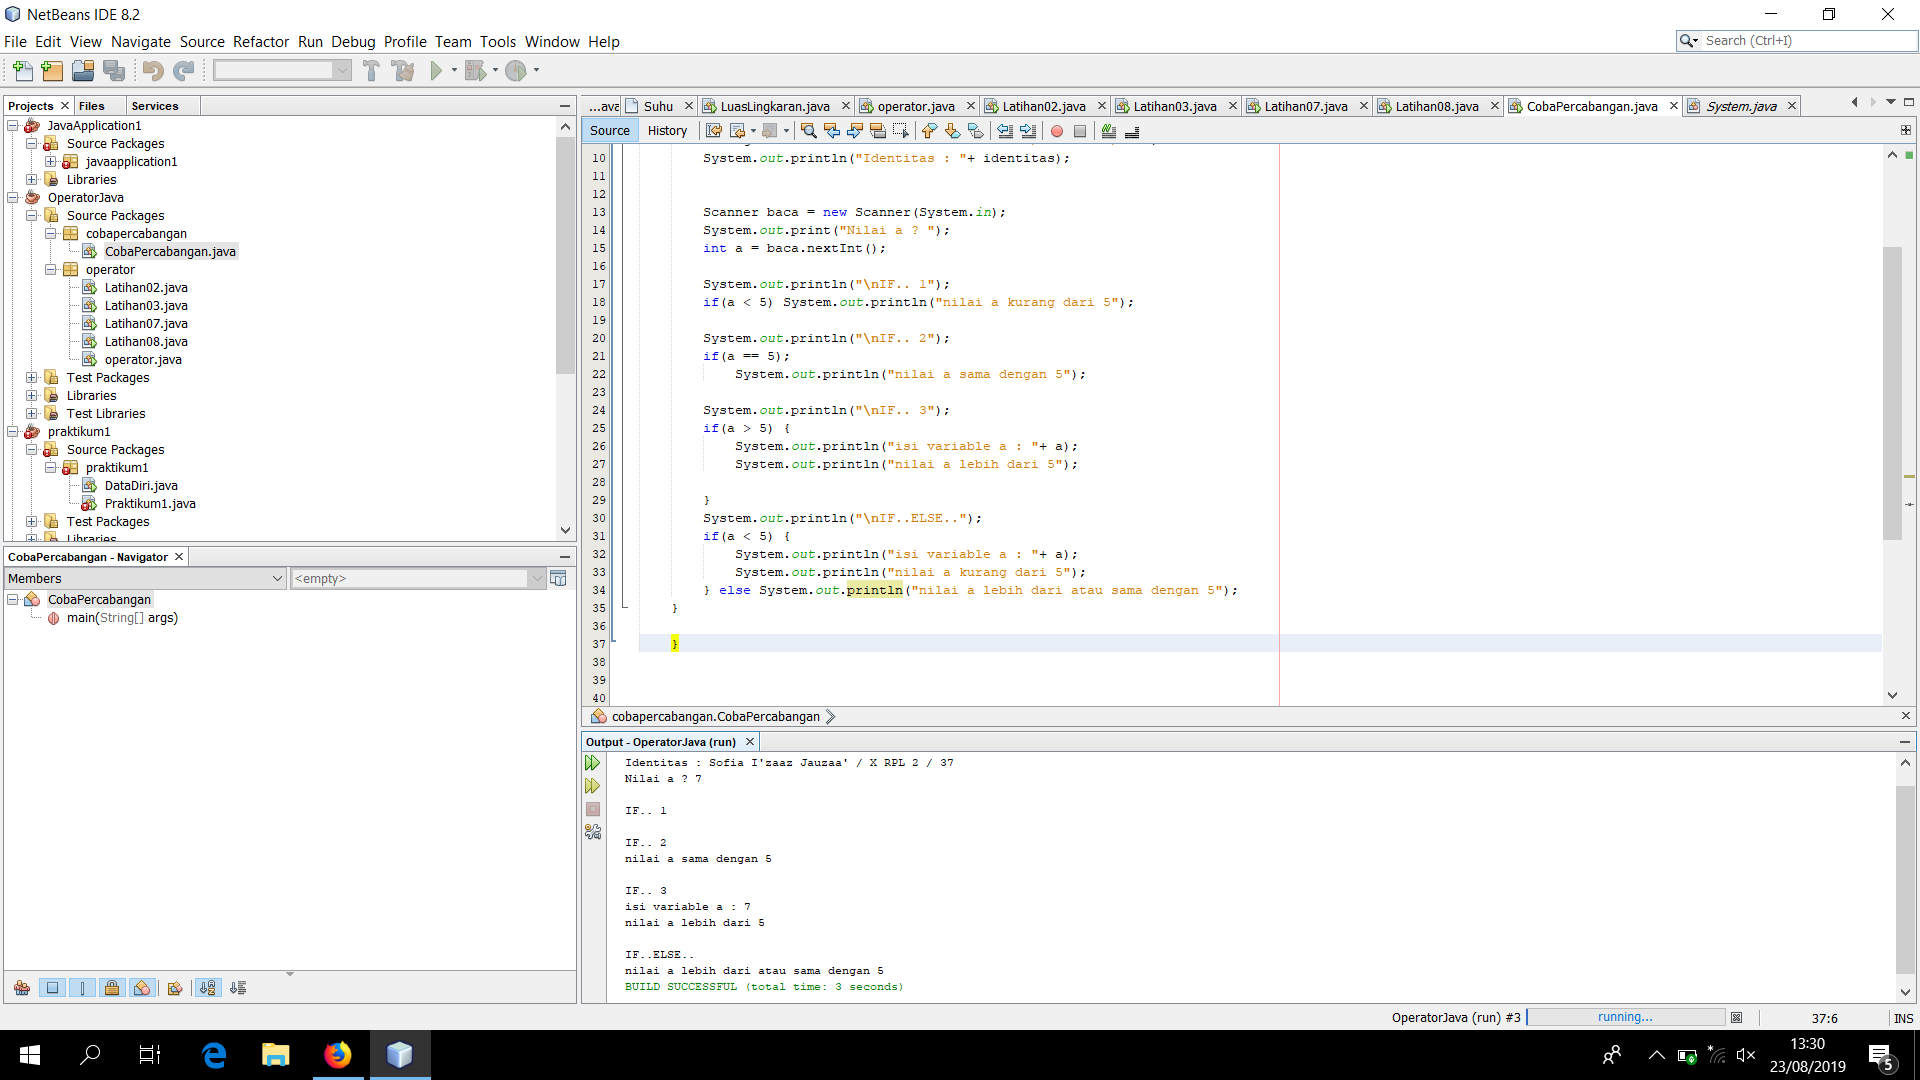 NetBeans IDE 8.2
File Edit View Navigate Source Refactor Run Debug Profile Team Tools Window Help
Search (Ctrl+I)
Projects Files Services
JavaApplication1
Source Packages
javaapplication1
Libraries
OperatorJava
Source Packages
cobapercabangan
CobaPercabangan.java
operator
Latihan02.java
Latihan03.java
Latihan07.java
Latihan08.java
operator.java
Test Packages
Libraries
Test Libraries
praktikum1
Source Packages
praktikum1
DataDiri.java
Praktikum1.java
Test Packages
Libraries
CobaPercabangan - Navigator
Members <empty>
CobaPercabangan
main(String[] args)
...ava Suhu LuasLingkaran.java operator.java Latihan02.java Latihan03.java Latihan07.java Latihan08.java CobaPercabangan.java System.java
Source History
10 System.out.println("Identitas : "+ identitas);
11
12
13 Scanner baca = new Scanner(System.in);
14 System.out.print("Nilai a ? ");
15 int a = baca.nextInt();
16
17 System.out.println("\nIF.. 1");
18 if(a < 5) System.out.println("nilai a kurang dari 5");
19
20 System.out.println("\nIF.. 2");
21 if(a == 5);
22 System.out.println("nilai a sama dengan 5");
23
24 System.out.println("\nIF.. 3");
25 if(a > 5) {
26 System.out.println("isi variable a : "+ a);
27 System.out.println("nilai a lebih dari 5");
28
29 }
30 System.out.println("\nIF..ELSE..");
31 if(a < 5) {
32 System.out.println("isi variable a : "+ a);
33 System.out.println("nilai a kurang dari 5");
34 } else System.out.println("nilai a lebih dari atau sama dengan 5");
35 }
36
37 }
38
39
40
cobapercabangan.CobaPercabangan
Output - OperatorJava (run)
Identitas : Sofia I'zaaz Jauzaa' / X RPL 2 / 37
Nilai a ? 7
IF.. 1
IF.. 2
nilai a sama dengan 5
IF.. 3
isi variable a : 7
nilai a lebih dari 5
IF..ELSE..
nilai a lebih dari atau sama dengan 5
BUILD SUCCESSFUL (total time: 3 seconds)
OperatorJava (run) #3 running... 37:6 INS
13:30
23/08/2019
5